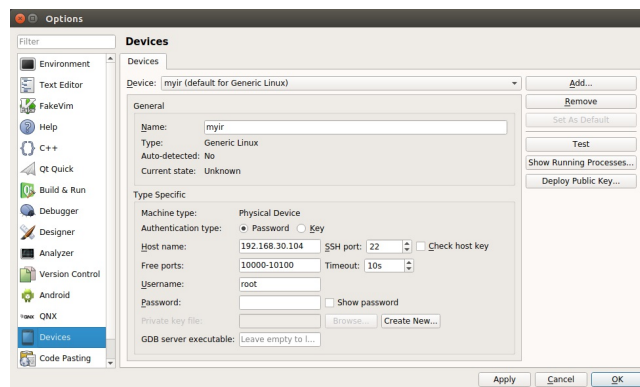 Options
Filter
Devices
Environment
Text Editor
FakeVim
Help
C++
Qt Quick
Build & Run
Debugger
Designer
Analyzer
Version Control
Android
QNX
Devices
Code Pasting
Devices
Device: myir (default for Generic Linux)
General
Name: myir
Type: Generic Linux
Auto-detected: No
Current state: Unknown
Type Specific
Machine type: Physical Device
Authentication type: Password Key
Host name: 192.168.30.104 SSH port: 22 Check host key
Free ports: 10000-10100 Timeout: 10s
Username: root
Password: Show password
Private key file: Browse... Create New...
GDB server executable: Leave empty to l...
Add...
Remove
Set As Default
Test
Show Running Processes...
Deploy Public Key...
Apply Cancel OK